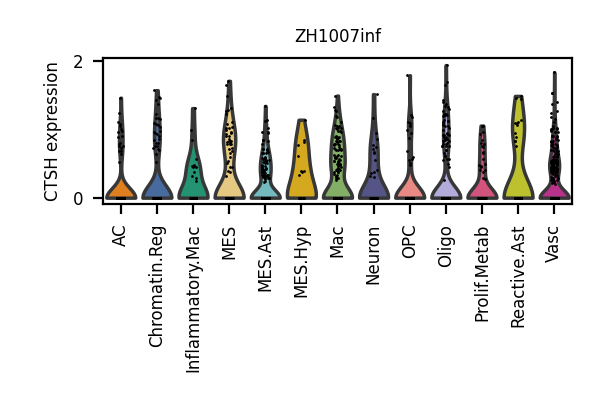 ZH1007inf
CTSH expression
2
0
AC
Chromatin.Reg
Inflammatory.Mac
MES
MES.Ast
MES.Hyp
Mac
Neuron
OPC
Oligo
Prolif.Metab
Reactive.Ast
Vasc